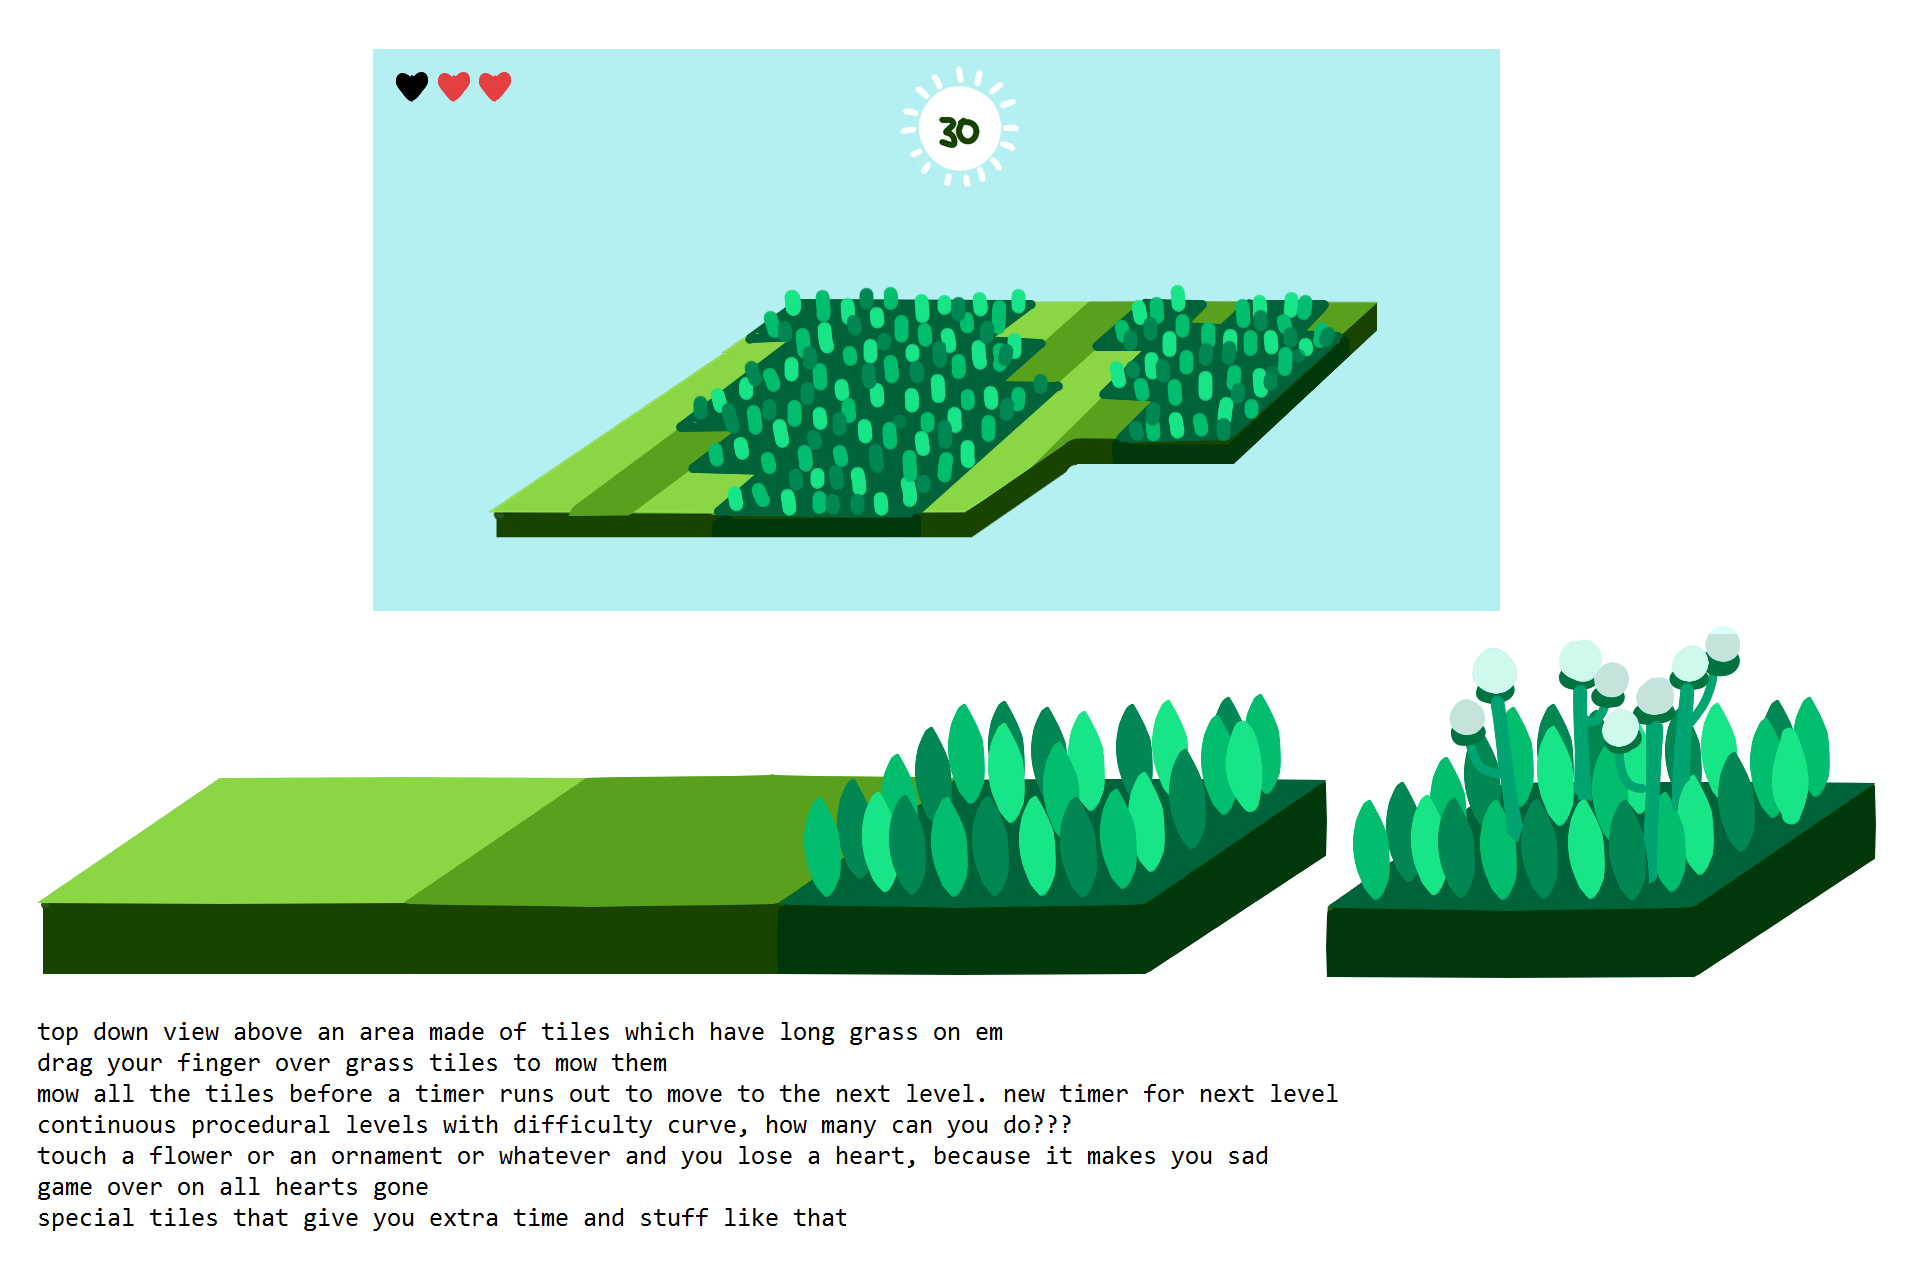 30
top down view above an area made of tiles which have long grass on em
drag your finger over grass tiles to mow them
mow all the tiles before a timer runs out to move to the next level. new timer for next level
continuous procedural levels with difficulty curve, how many can you do???
touch a flower or an ornament or whatever and you lose a heart, because it makes you sad
game over on all hearts gone
special tiles that give you extra time and stuff like that